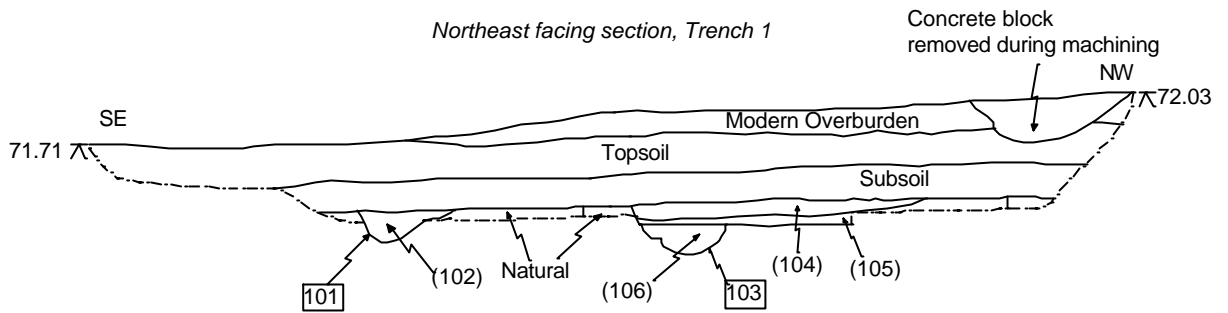 Northeast facing section, Trench 1
Concrete block
removed during machining
NW
SE
72.03
Modern Overburden
71.71
Topsoil
Subsoil
101
(102)
Natural
(106)
103
(104)
(105)